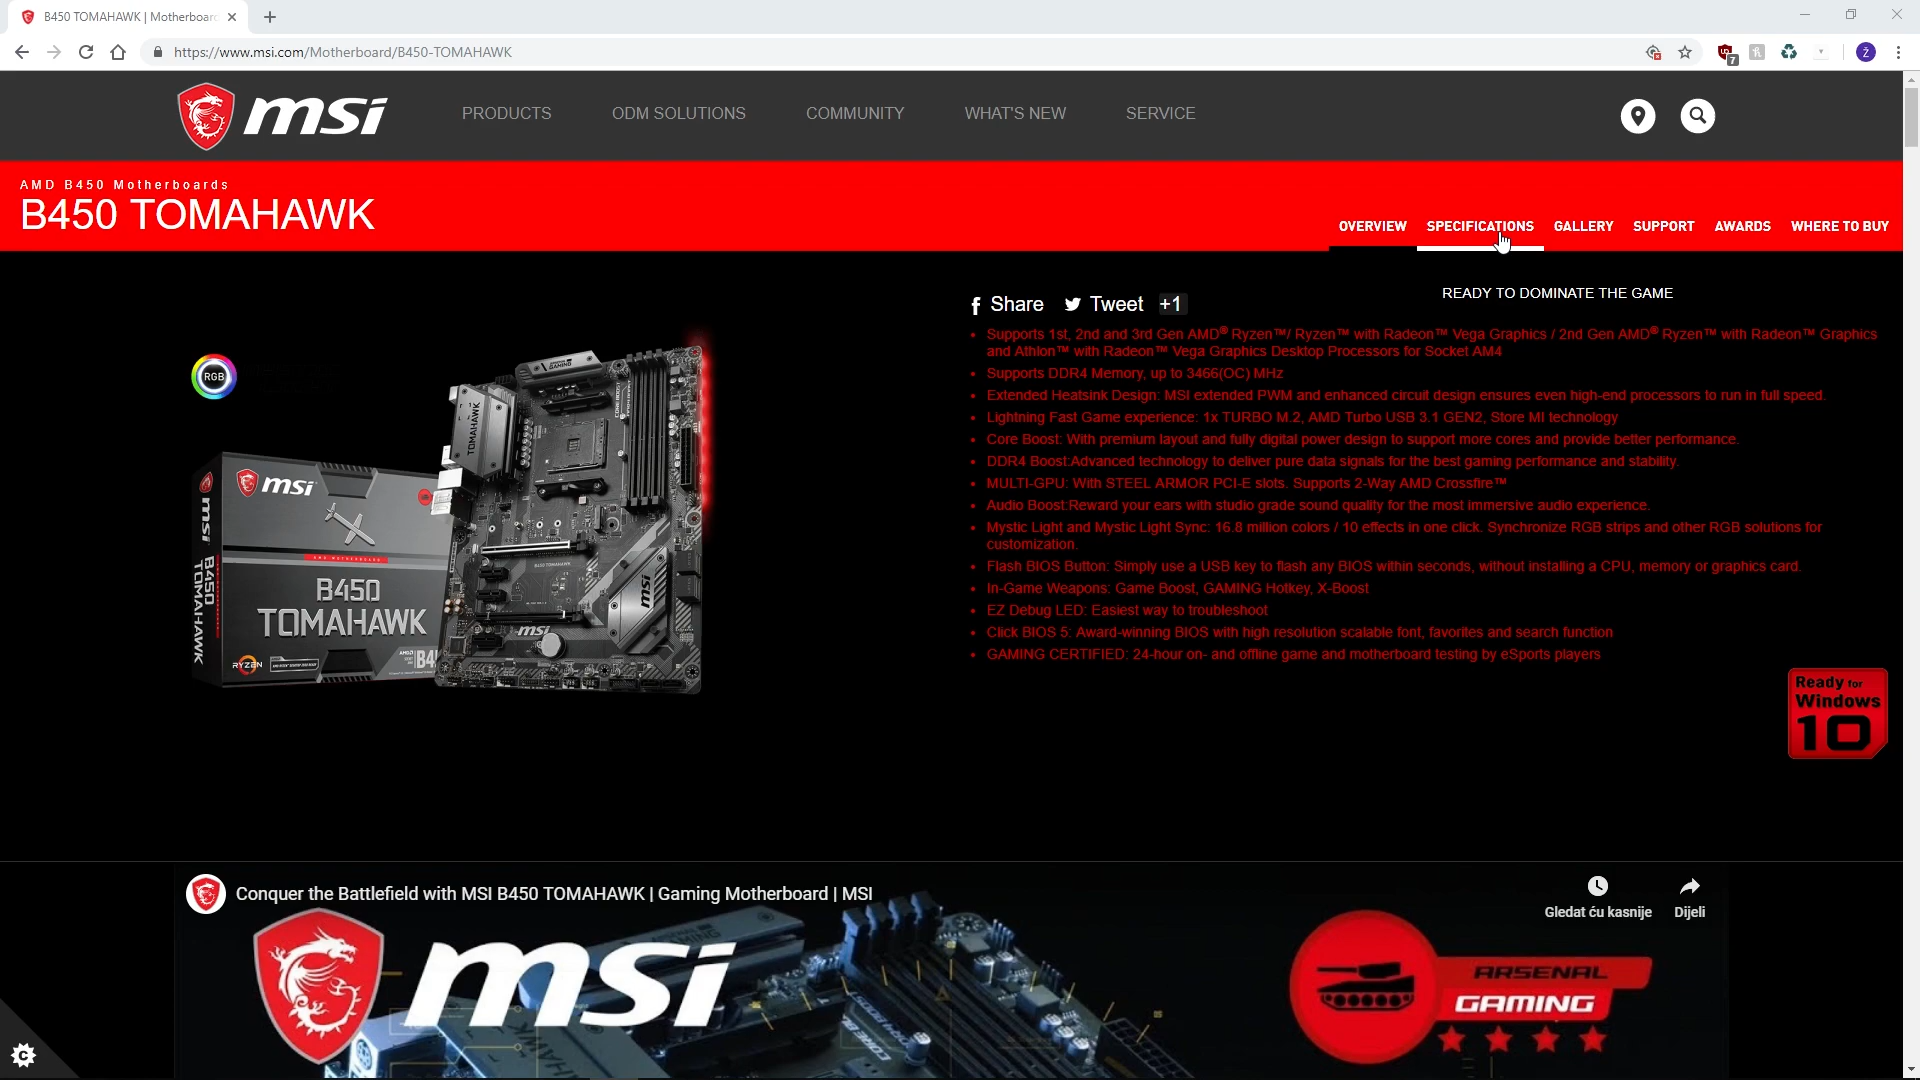 B450 TOMAHAWK | Motherboard
https://www.msi.com/Motherboard/B450-TOMAHAWK
7
Ž
msi
PRODUCTS
ODM SOLUTIONS
COMMUNITY
WHAT'S NEW
SERVICE
AMD B450 Motherboards
B450 TOMAHAWK
OVERVIEW
SPECIFICATIONS
GALLERY
SUPPORT
AWARDS
WHERE TO BUY
Share
Tweet
+1
READY TO DOMINATE THE GAME
• Supports 1st, 2nd and 3rd Gen AMD® Ryzen™/ Ryzen™ with Radeon™ Vega Graphics / 2nd Gen AMD® Ryzen™ with Radeon™ Graphics
and Athlon™ with Radeon™ Vega Graphics Desktop Processors for Socket AM4
• Supports DDR4 Memory, up to 3466(OC) MHz
• Extended Heatsink Design: MSI extended PWM and enhanced circuit design ensures even high-end processors to run in full speed.
• Lightning Fast Game experience: 1x TURBO M.2, AMD Turbo USB 3.1 GEN2, Store MI technology
• Core Boost: With premium layout and fully digital power design to support more cores and provide better performance.
• DDR4 Boost:Advanced technology to deliver pure data signals for the best gaming performance and stability.
• MULTI-GPU: With STEEL ARMOR PCI-E slots. Supports 2-Way AMD Crossfire™
• Audio Boost:Reward your ears with studio grade sound quality for the most immersive audio experience.
• Mystic Light and Mystic Light Sync: 16.8 million colors / 10 effects in one click. Synchronize RGB strips and other RGB solutions for
customization.
• Flash BIOS Button: Simply use a USB key to flash any BIOS within seconds, without installing a CPU, memory or graphics card.
• In-Game Weapons: Game Boost, GAMING Hotkey, X-Boost
• EZ Debug LED: Easiest way to troubleshoot
• Click BIOS 5: Award-winning BIOS with high resolution scalable font, favorites and search function
• GAMING CERTIFIED: 24-hour on- and offline game and motherboard testing by eSports players
RGB
TOMAHAWK
msi
msi
msi
msi
B450
TOMAHAWK
AMD MOTHERBOARD
B450
TOMAHAWK
RYZEN
Ready for
Windows
10
Conquer the Battlefield with MSI B450 TOMAHAWK | Gaming Motherboard | MSI
Gledat ću kasnije
Dijeli
msi
ARSENAL
GAMING
C